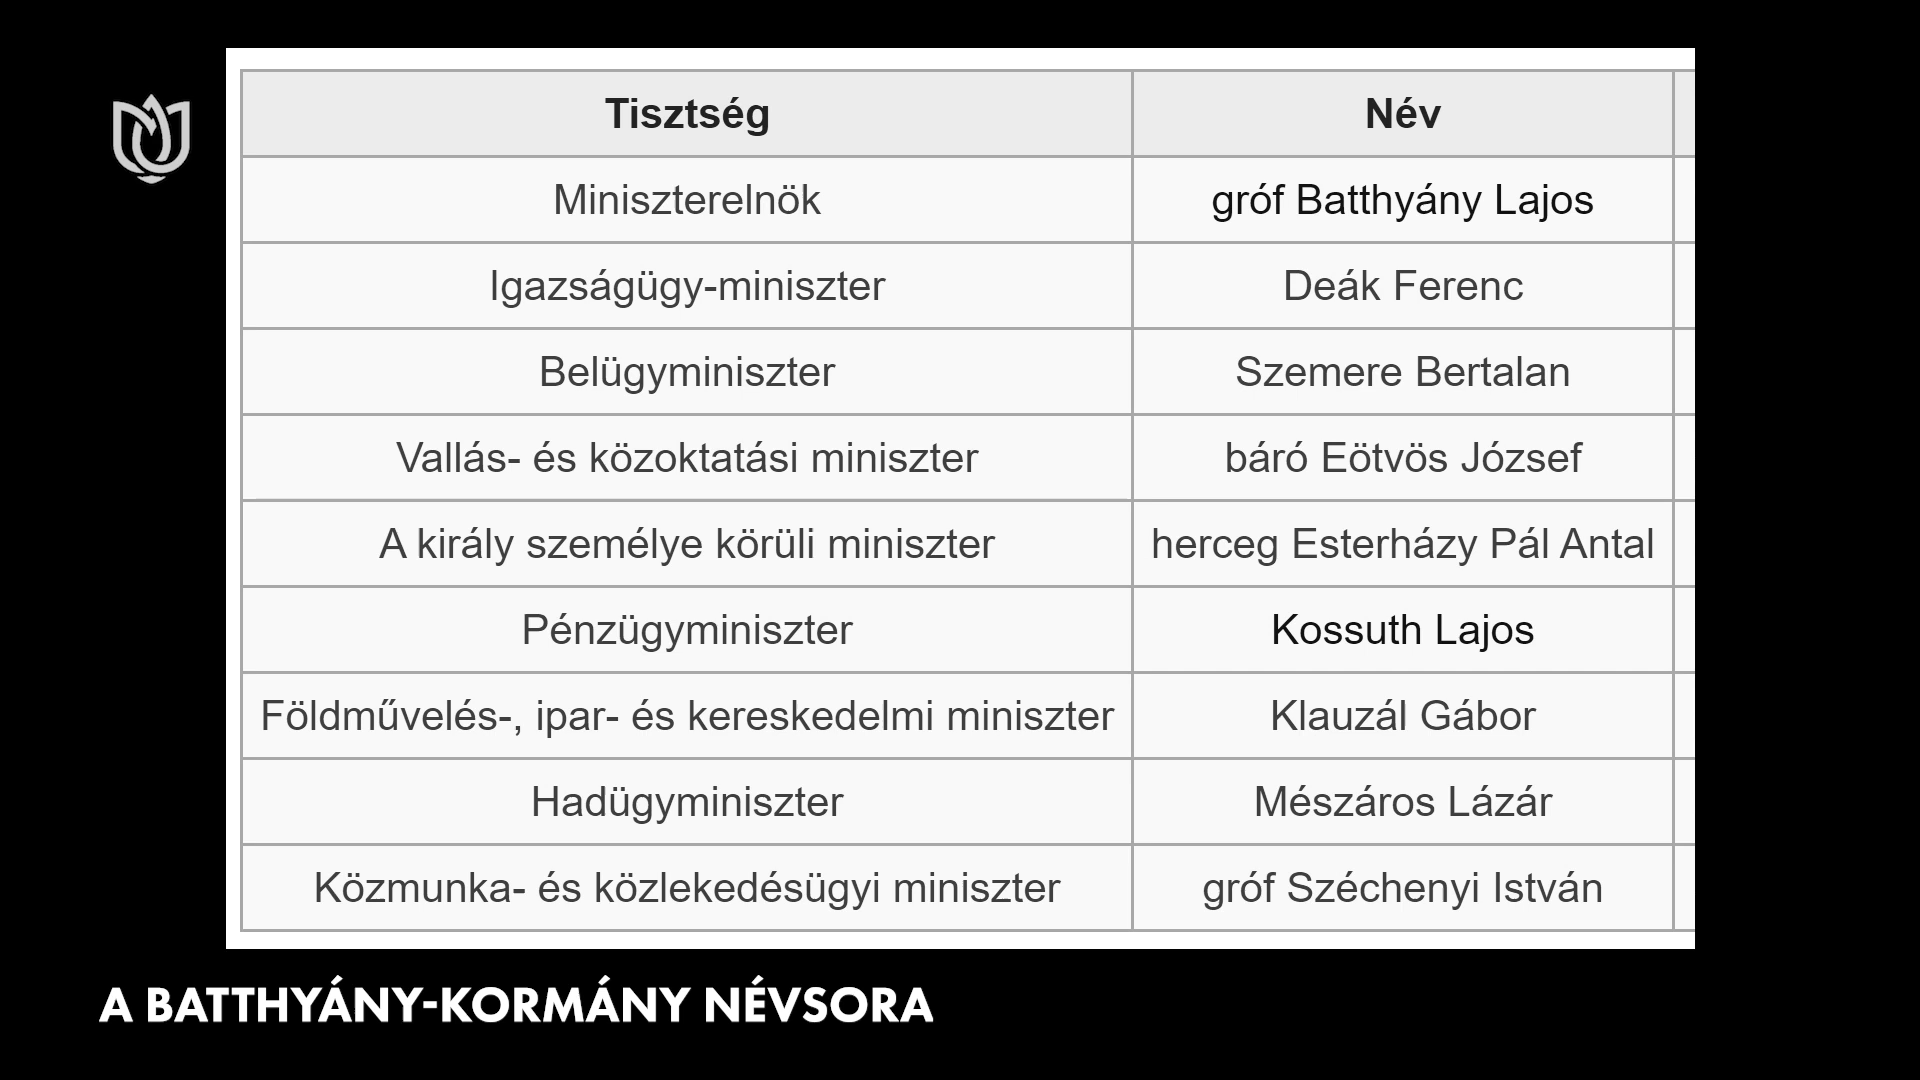 Tisztség Név
Miniszterelnök gróf Batthyány Lajos
Igazságügy-miniszter Deák Ferenc
Belügyminiszter Szemere Bertalan
Vallás- és közoktatási miniszter báró Eötvös József
A király személye körüli miniszter herceg Esterházy Pál Antal
Pénzügyminiszter Kossuth Lajos
Földművelés-, ipar- és kereskedelmi miniszter Klauzál Gábor
Hadügyminiszter Mészáros Lázár
Közmunka- és közlekedésügyi miniszter gróf Széchenyi István
A BATTHYÁNY-KORMÁNY NÉVSORA